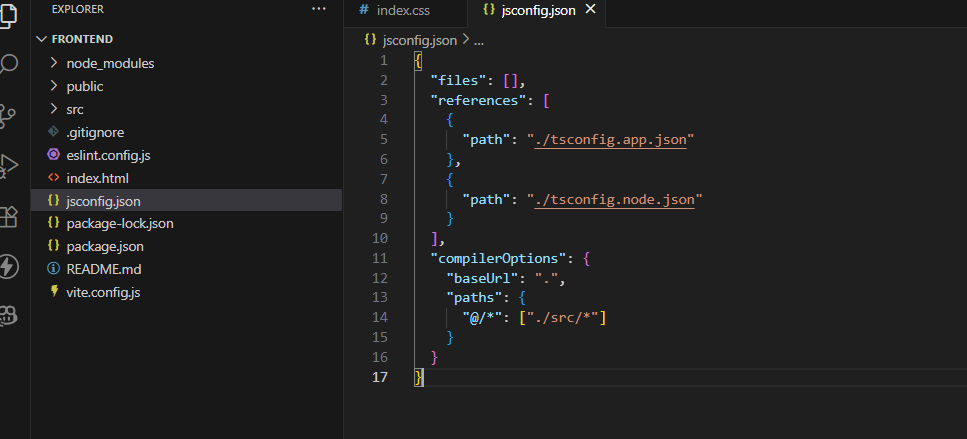 EXPLORER
...
FRONTEND
node_modules
public
src
.gitignore
eslint.config.js
index.html
jsconfig.json
package-lock.json
package.json
README.md
vite.config.js
index.css
jsconfig.json
jsconfig.json > ...
1 {
2 "files": [],
3 "references": [
4 {
5 "path": "./tsconfig.app.json"
6 },
7 {
8 "path": "./tsconfig.node.json"
9 }
10 ],
11 "compilerOptions": {
12 "baseUrl": ".",
13 "paths": {
14 "@/*": ["./src/*"]
15 }
16 }
17 }